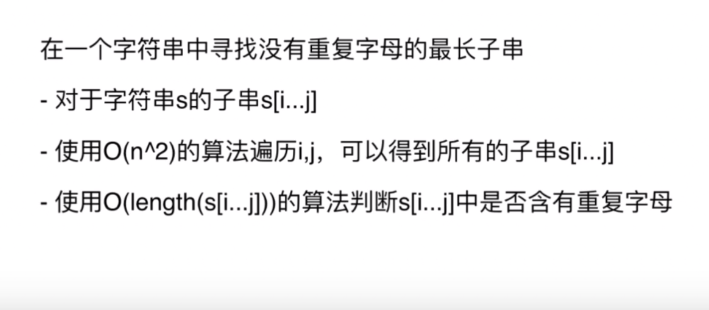 在一个字符串中寻找没有重复字母的最长子串
- 对于字符串s的子串s[i...j]
- 使用O(n^2)的算法遍历i,j，可以得到所有的子串s[i...j]
- 使用O(length(s[i...j]))的算法判断s[i...j]中是否含有重复字母